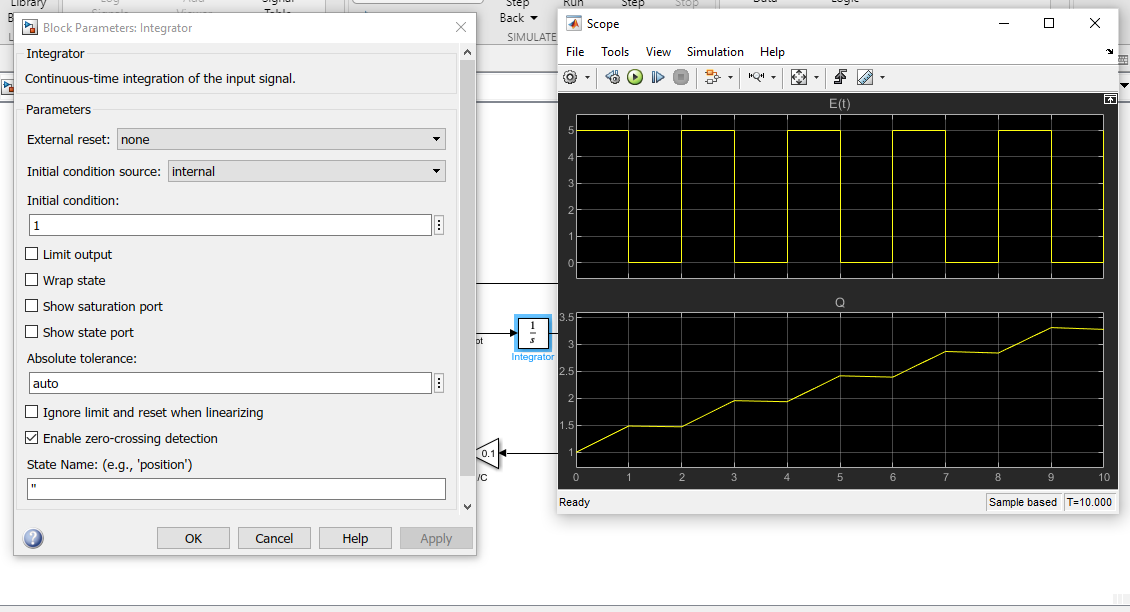 Library
Log
Signals
Add
Viewer
Signal
Table
Step
Back
Run
Step
Stop
Data
Logic
SIMULATE
Block Parameters: Integrator
Integrator
Continuous-time integration of the input signal.
Parameters
External reset: none
Initial condition source: internal
Initial condition:
1
Limit output
Wrap state
Show saturation port
Show state port
Absolute tolerance:
auto
Ignore limit and reset when linearizing
Enable zero-crossing detection
State Name: (e.g., 'position')
''
OK Cancel Help Apply
1
s
Integrator
0.1
/C
Scope
File Tools View Simulation Help
E(t)
5
4
3
2
1
0
Q
3.5
3
2.5
2
1.5
1
0 1 2 3 4 5 6 7 8 9 10
Ready Sample based T=10.000